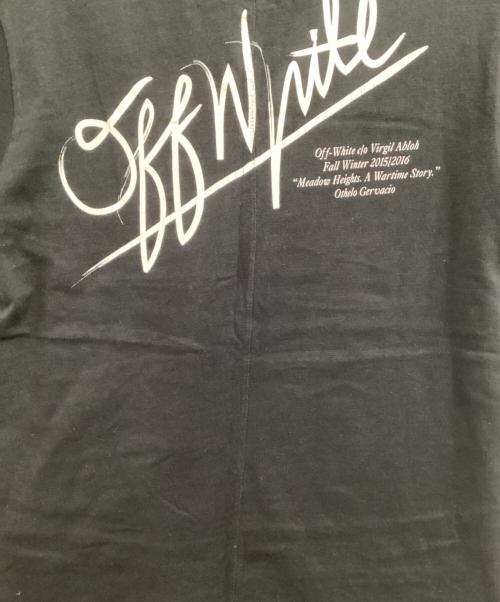 Off White
Off-White c/o Virgil Abloh
Fall Winter 2015/2016
“Meadow Heights. A Wartime Story.”
Othelo Gervacio